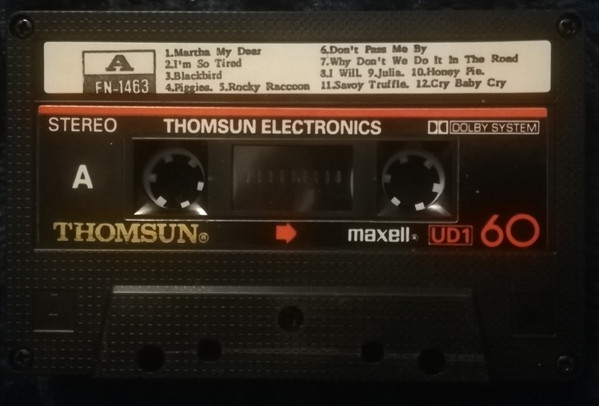 A
FN-1463
1.Martha My Dear
2.I'm So Tired
3.Blackbird
4.Piggies. 5.Rocky Raccoon
6.Don't Pass Me By
7.Why Don't We Do It In The Road
8.I Will. 9.Julia. 10.Honey Pie.
11.Savoy Truffle. 12.Cry Baby Cry
STEREO THOMSUN ELECTRONICS DOLBY SYSTEM
A
THOMSUN® maxell® UD1 60